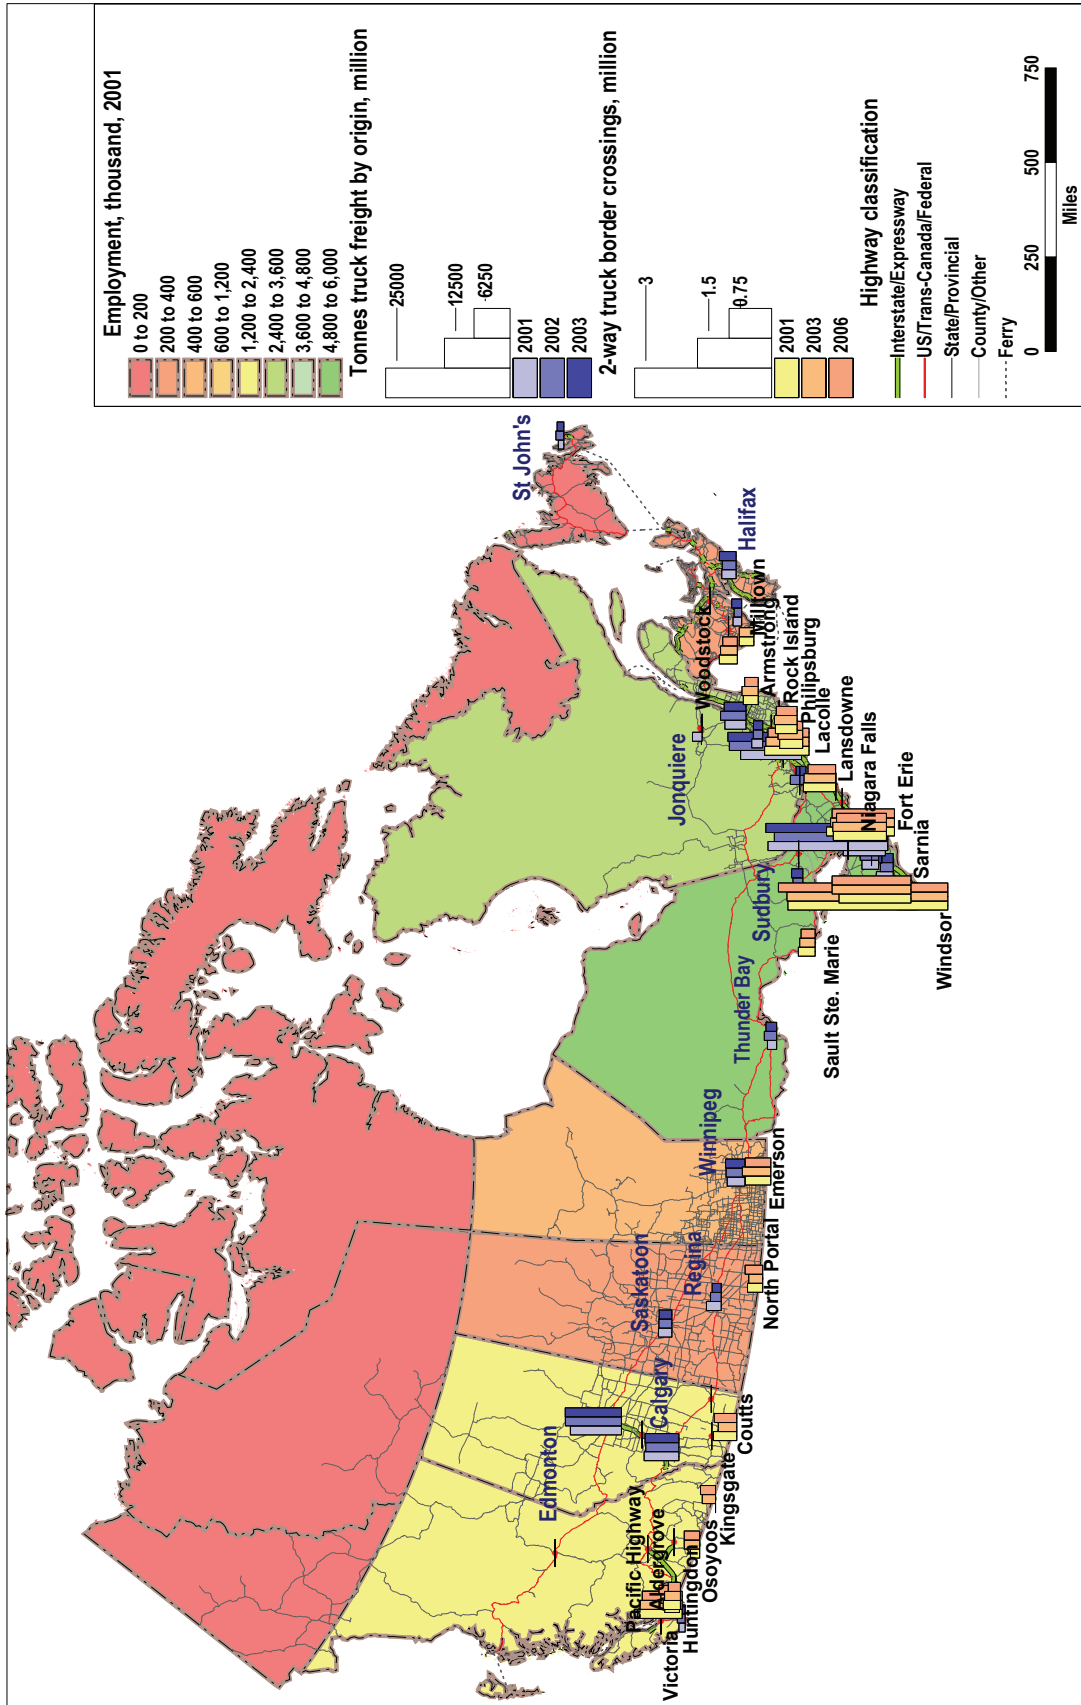 Employment, thousand, 2001
0 to 200
200 to 400
400 to 600
600 to 1,200
1,200 to 2,400
2,400 to 3,600
3,600 to 4,800
4,800 to 6,000
Tonnes truck freight by origin, million
25000
12500
6250
2001
2002
2003
2-way truck border crossings, million
3
1.5
0.75
2001
2003
2006
Highway classification
Interstate/Expressway
US/Trans-Canada/Federal
State/Provincial
County/Other
Ferry
0
250
500
750
Miles
Edmonton
Calgary
Saskatoon
Regina
Winnipeg
Thunder Bay
Sudbury
Jonquiere
Halifax
St John's
Victoria
Pacific Highway
Aldergrove
Huntingdon
Osoyoos
Kingsgate
Coutts
North Portal
Emerson
Sault Ste. Marie
Windsor
Sarnia
Fort Erie
Niagara Falls
Lansdowne
Lacolle
Philipsburg
Rock Island
Armstrong
Woodstock
Milltown